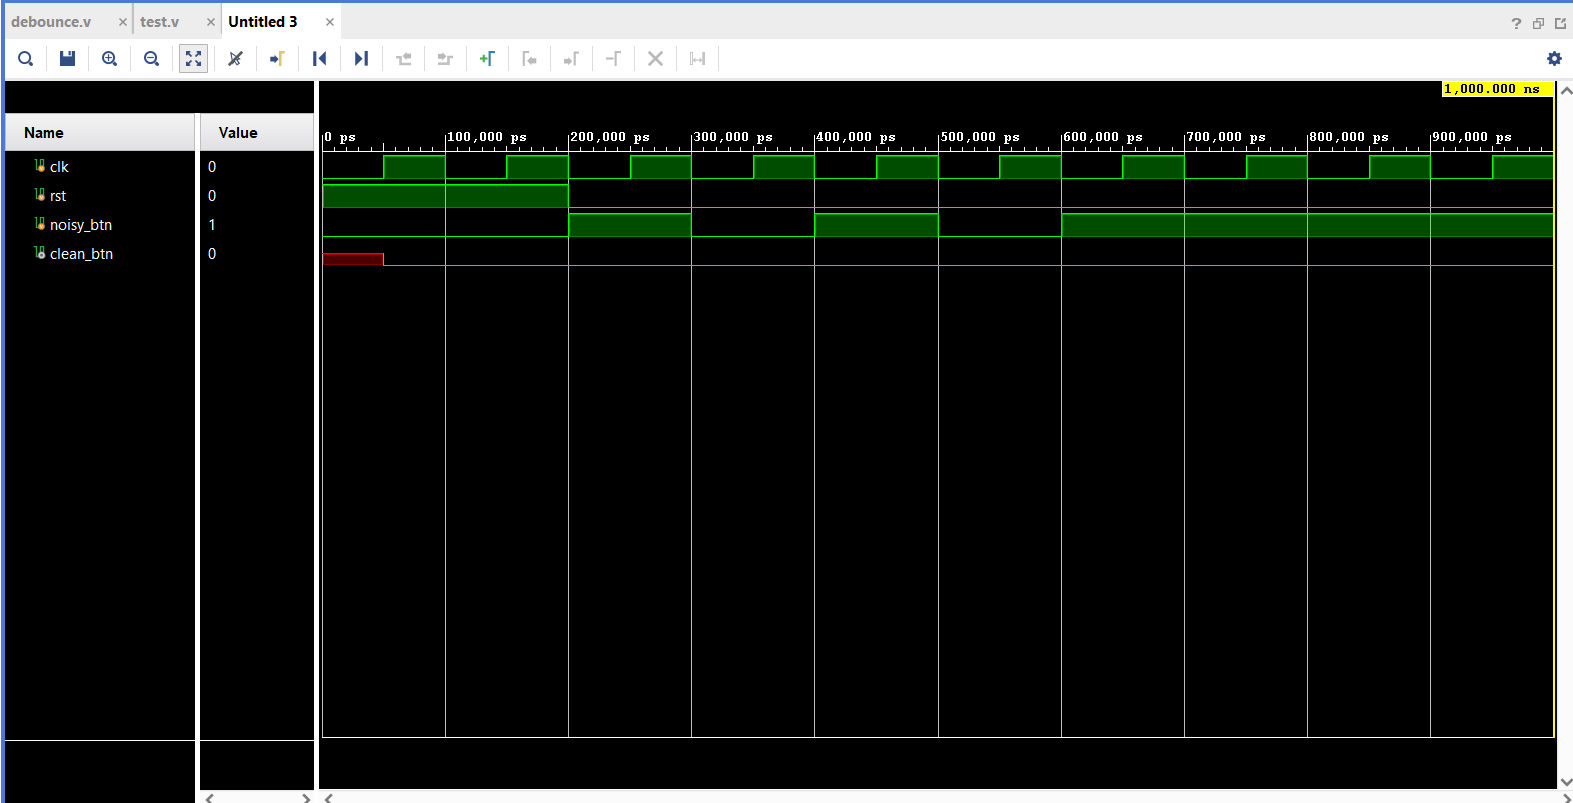 debounce.v × test.v × Untitled 3 ×
?
1,000.000 ns
Name Value
0 ps 100,000 ps 200,000 ps 300,000 ps 400,000 ps 500,000 ps 600,000 ps 700,000 ps 800,000 ps 900,000 ps
clk 0
rst 0
noisy_btn 1
clean_btn 0